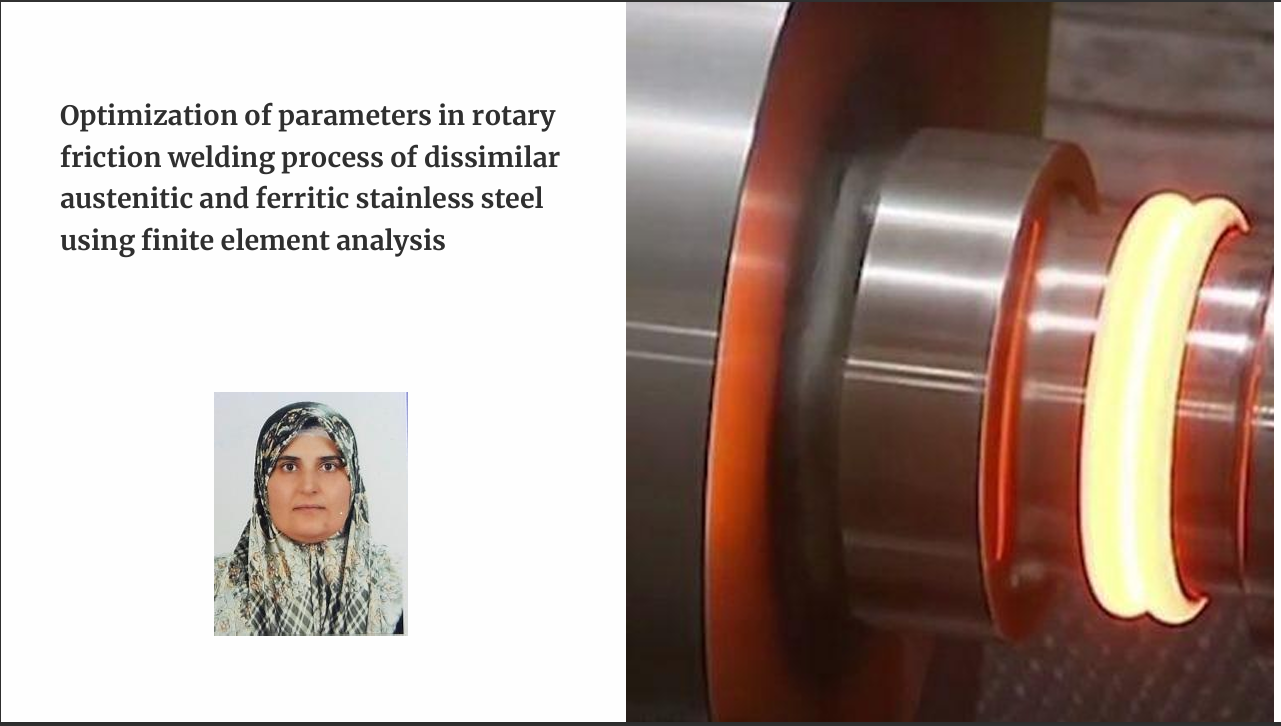 Optimization of parameters in rotary
friction welding process of dissimilar
austenitic and ferritic stainless steel
using finite element analysis